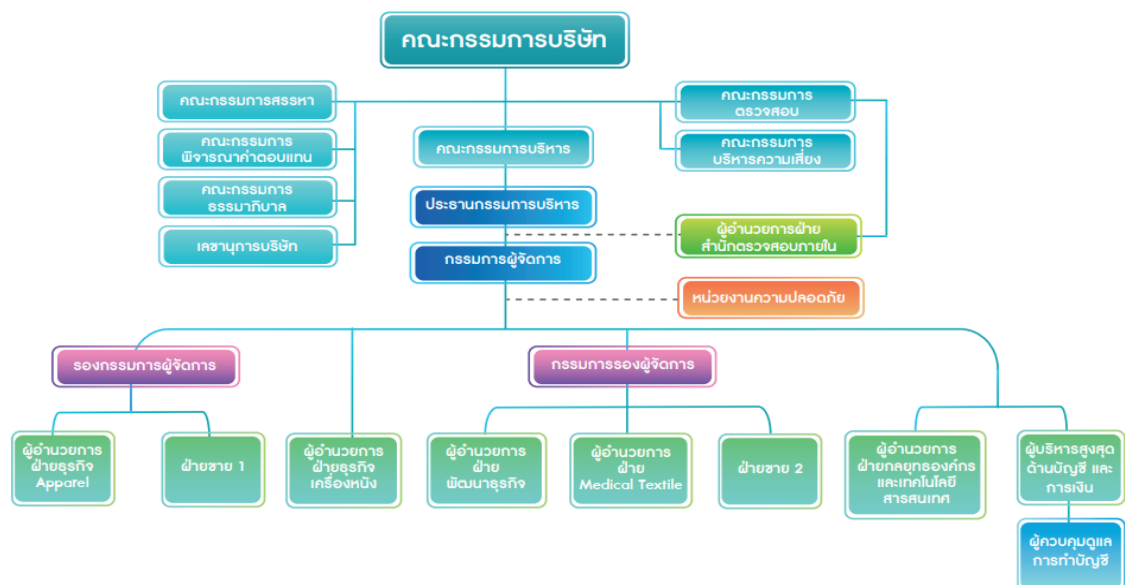 คณะกรรมการบริษัท
คณะกรรมการสรรหา
คณะกรรมการ
พิจารณาค่าตอบแทน
คณะกรรมการ
ธรรมาภิบาล
เลขานุการบริษัท
คณะกรรมการบริหาร
คณะกรรมการ
ตรวจสอบ
คณะกรรมการ
บริหารความเสี่ยง
ประธานกรรมการบริหาร
ผู้อำนวยการฝ่าย
สำนักตรวจสอบภายใน
กรรมการผู้จัดการ
หน่วยงานความปลอดภัย
รองกรรมการผู้จัดการ
กรรมการรองผู้จัดการ
ผู้อำนวยการ
ฝ่ายธุรกิจ
Apparel
ฝ่ายขาย 1
ผู้อำนวยการ
ฝ่ายธุรกิจ
เครื่องหนัง
ผู้อำนวยการ
ฝ่าย
พัฒนาธุรกิจ
ผู้อำนวยการ
ฝ่าย
Medical Textile
ฝ่ายขาย 2
ผู้อำนวยการ
ฝ่ายกลยุทธองค์กร
และเทคโนโลยี
สารสนเทศ
ผู้บริหารสูงสุด
ด้านบัญชี และ
การเงิน
ผู้ควบคุมดูแล
การทำบัญชี